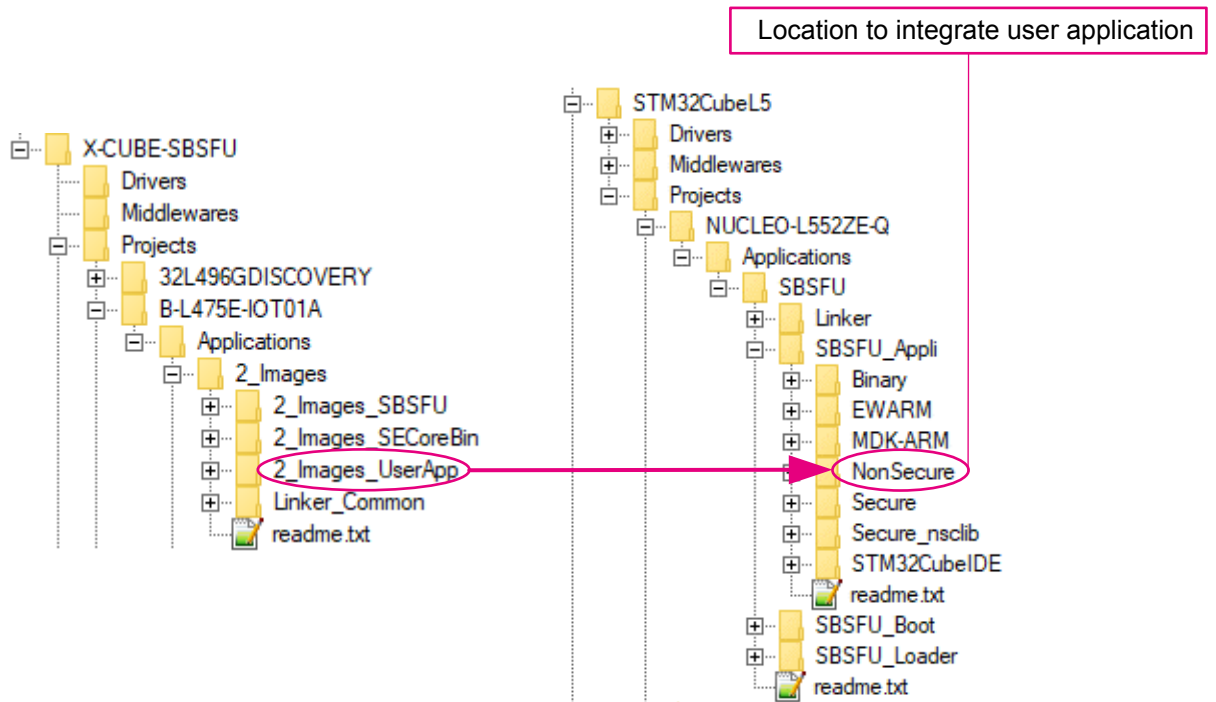 Location to integrate user application
X-CUBE-SBSFU
Drivers
Middlewares
Projects
32L496GDISCOVERY
B-L475E-IOT01A
Applications
2_Images
2_Images_SBSFU
2_Images_SECoreBin
2_Images_UserApp
Linker_Common
readme.txt
STM32CubeL5
Drivers
Middlewares
Projects
NUCLEO-L552ZE-Q
Applications
SBSFU
Linker
SBSFU_Appli
Binary
EWARM
MDK-ARM
NonSecure
Secure
Secure_nsclib
STM32CubeIDE
readme.txt
SBSFU_Boot
SBSFU_Loader
readme.txt